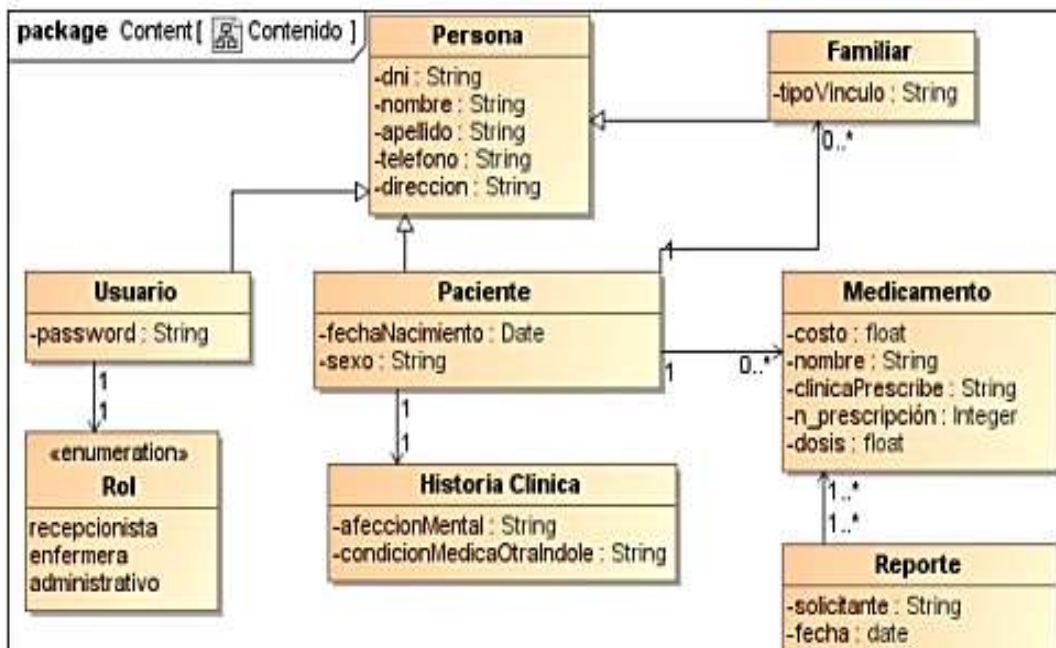 package Content[ Contenido ]
Persona
-dni : String
-nombre : String
-apellido : String
-telefono : String
-direccion : String
Familiar
-tipoVinculo : String
0..*
1
Usuario
-password : String
1
1
Paciente
-fechaNacimiento : Date
-sexo : String
1
0..*
1
1
Medicamento
-costo : float
-nombre : String
-clinicaPrescribe : String
-n_prescripción : Integer
-dosis : float
«enumeration»
Rol
recepcionista
enfermera
administrativo
Historia Clinica
-afeccionMental : String
-condicionMedicaOtraIndole : String
1..*
1..*
Reporte
-solicitante : String
-fecha : date